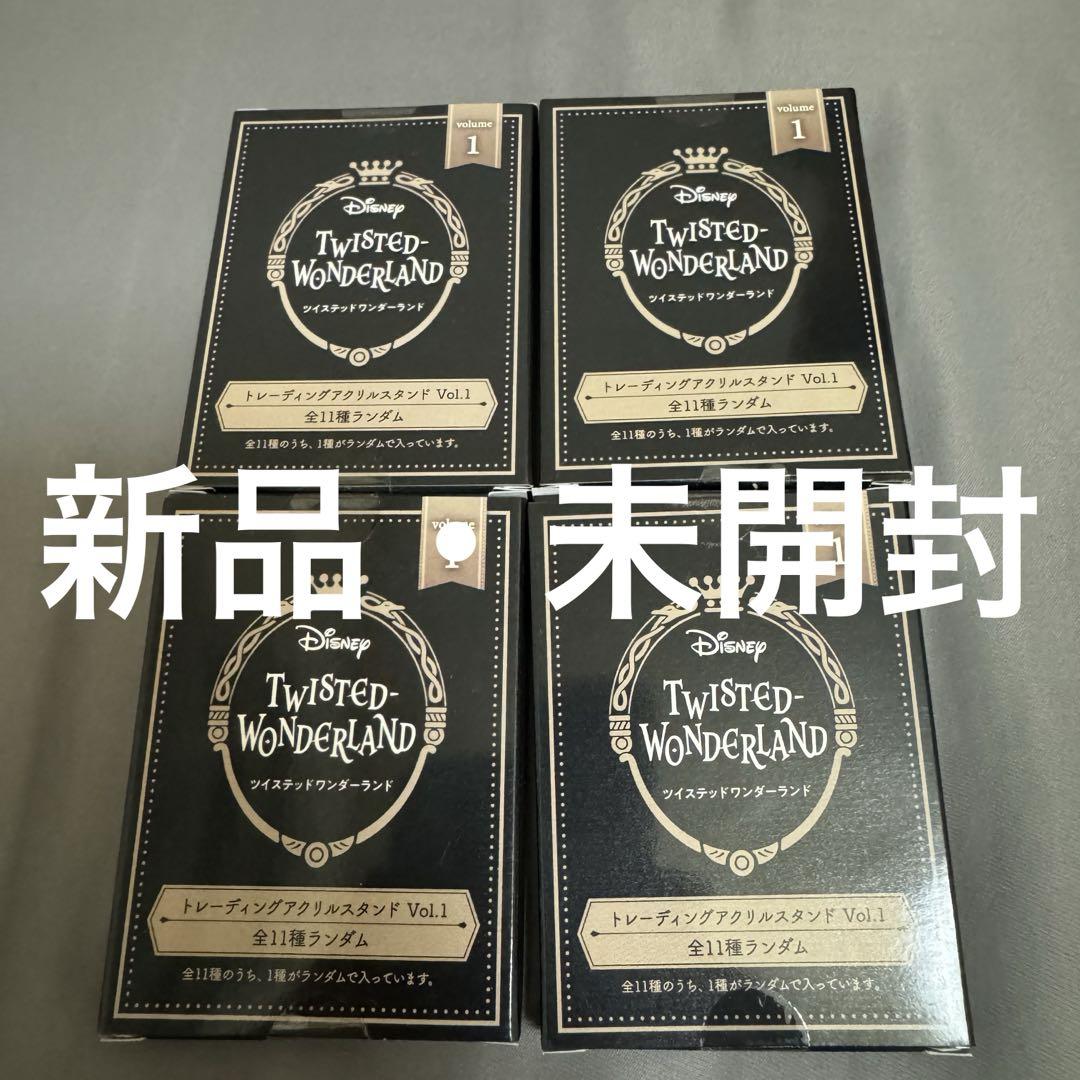 volume
1
Disney
TWISTED-
WONDERLAND
ツイステッドワンダーランド
トレーディングアクリルスタンド Vol.1
全11種ランダム
全11種のうち、1種がランダムで入っています。
volume
1
Disney
TWISTED-
WONDERLAND
ツイステッドワンダーランド
トレーディングアクリルスタンド Vol.1
全11種ランダム
全11種のうち、1種がランダムで入っています。
新品・未開封
volume
Disney
TWISTED-
WONDERLAND
ツイステッドワンダーランド
トレーディングアクリルスタンド Vol.1
全11種ランダム
全11種のうち、1種がランダムで入っています。
1
Disney
TWISTED-
WONDERLAND
ツイステッドワンダーランド
トレーディングアクリルスタンド Vol.1
全11種ランダム
全11種のうち、1種がランダムで入っています。